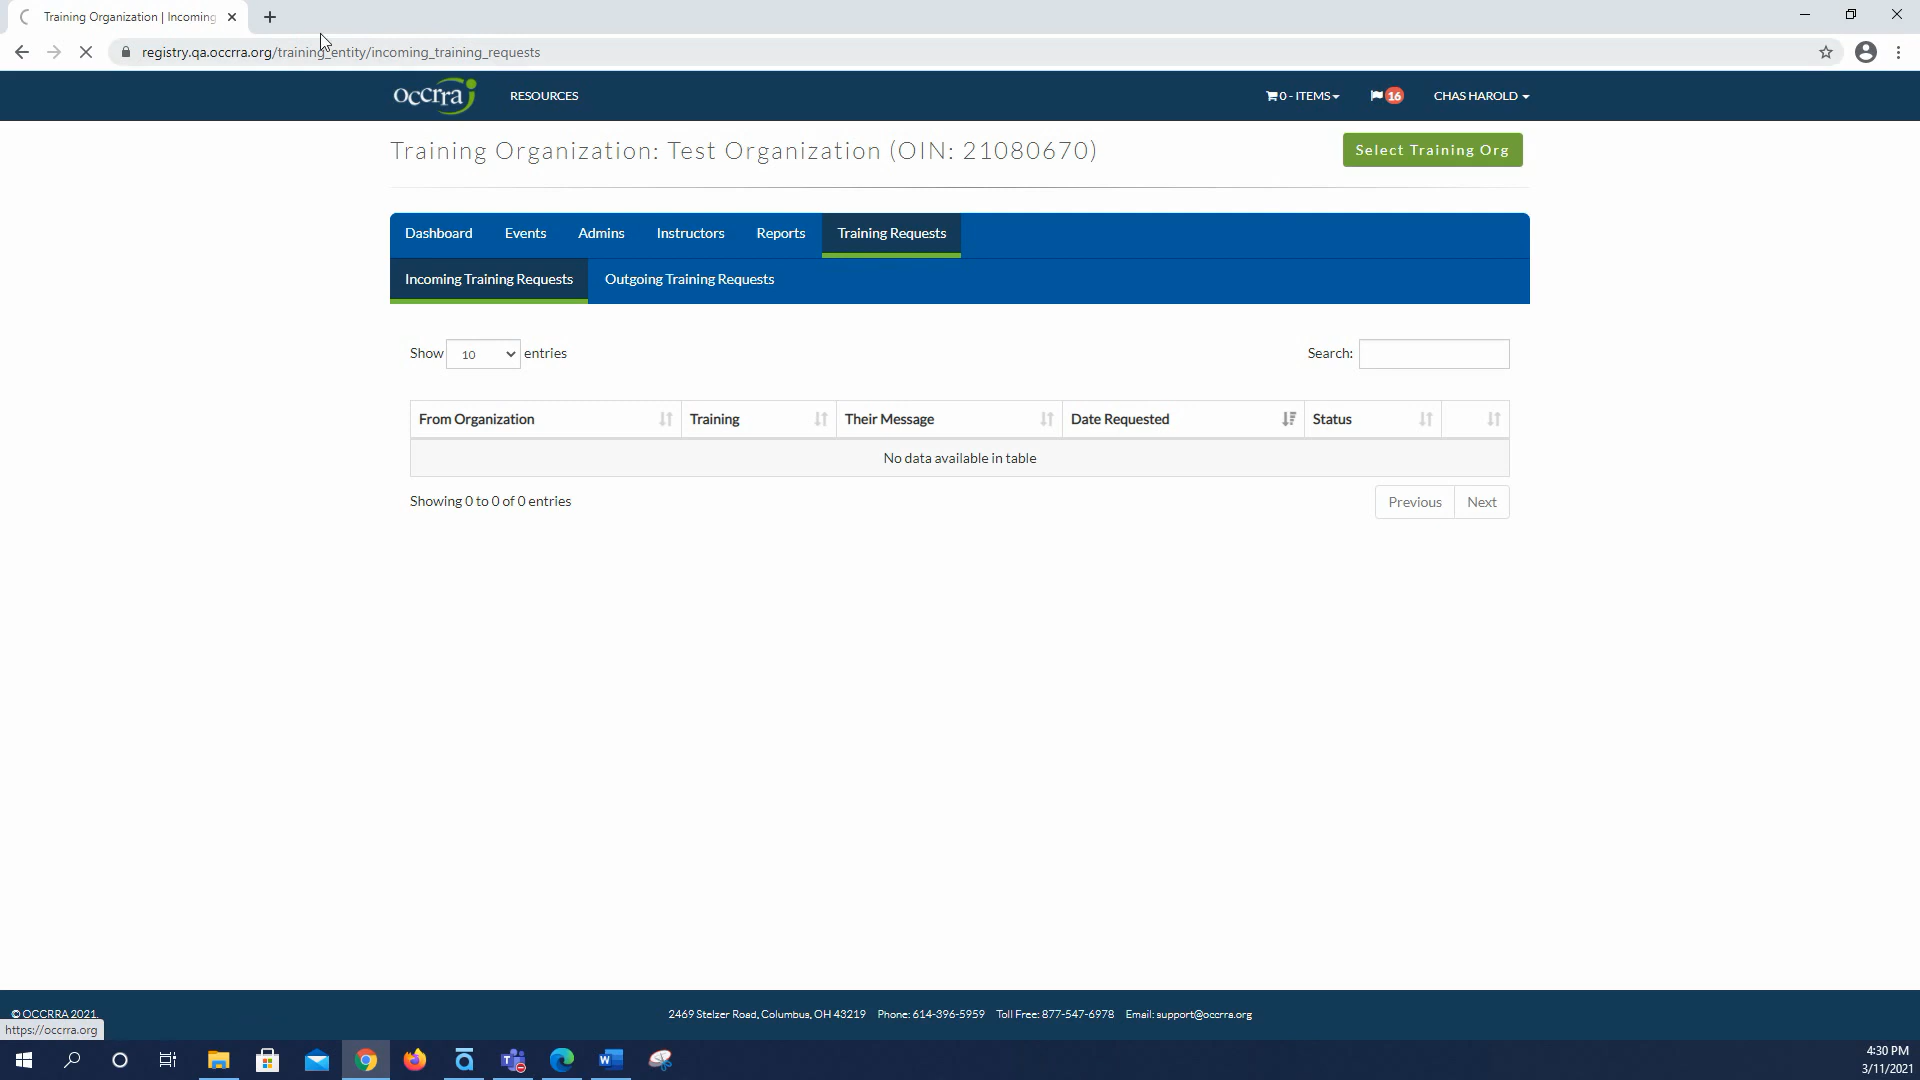 Training Organization | Incoming
registry.qa.occrra.org/training_entity/incoming_training_requests
occrra
RESOURCES
0 - ITEMS
16
CHAS HAROLD
Training Organization: Test Organization (OIN: 21080670)
Select Training Org
Dashboard
Events
Admins
Instructors
Reports
Training Requests
Incoming Training Requests
Outgoing Training Requests
Show 10 entries
Search:
From Organization
Training
Their Message
Date Requested
Status
No data available in table
Showing 0 to 0 of 0 entries
Previous
Next
© OCCRRA 2021.
2469 Stelzer Road, Columbus, OH 43219 Phone: 614-396-5959 Toll Free: 877-547-6978 Email: support@occrra.org
https://occrra.org
4:30 PM
3/11/2021